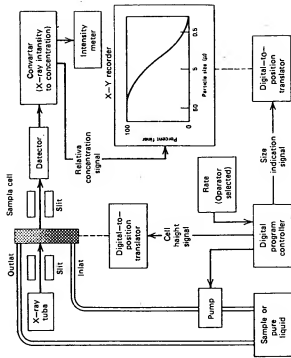 Converter
(X-ray intensity
to concentration)
Intensity
meter
X-Y recorder
100
Percent finer
50
0.5
Particle size (μ)
Detector
Relative
concentration
signal
Sample cell
Slit
Slit
Outlet
Inlet
X-ray
tube
Digital-to-
position
translator
Cell
height
signal
Rate
(Operator
selected)
Size
indication
signal
Digital-to-
position
translator
Pump
Digital
program
controller
Sample or
pure
liquid